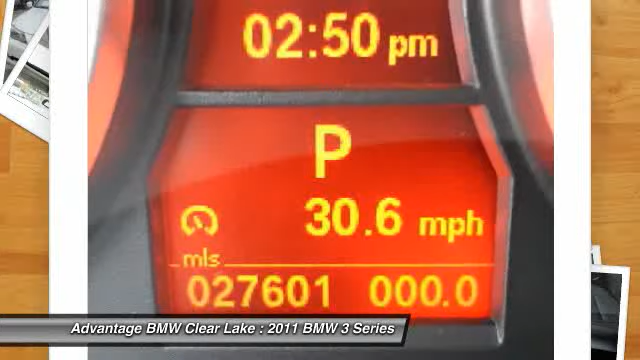 02:50 pm
P
30.6 mph
mls
027601 000.0
Advantage BMW Clear Lake : 2011 BMW 3 Series